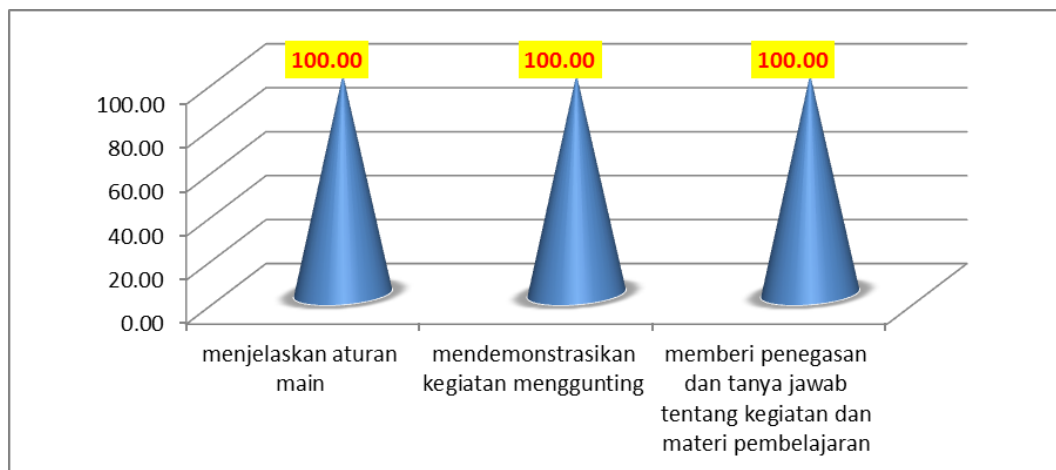 100.00 100.00 100.00
100.00
80.00
60.00
40.00
20.00
0.00
menjelaskan aturan
main
mendemonstrasikan
kegiatan menggunting
memberi penegasan
dan tanya jawab
tentang kegiatan dan
materi pembelajaran